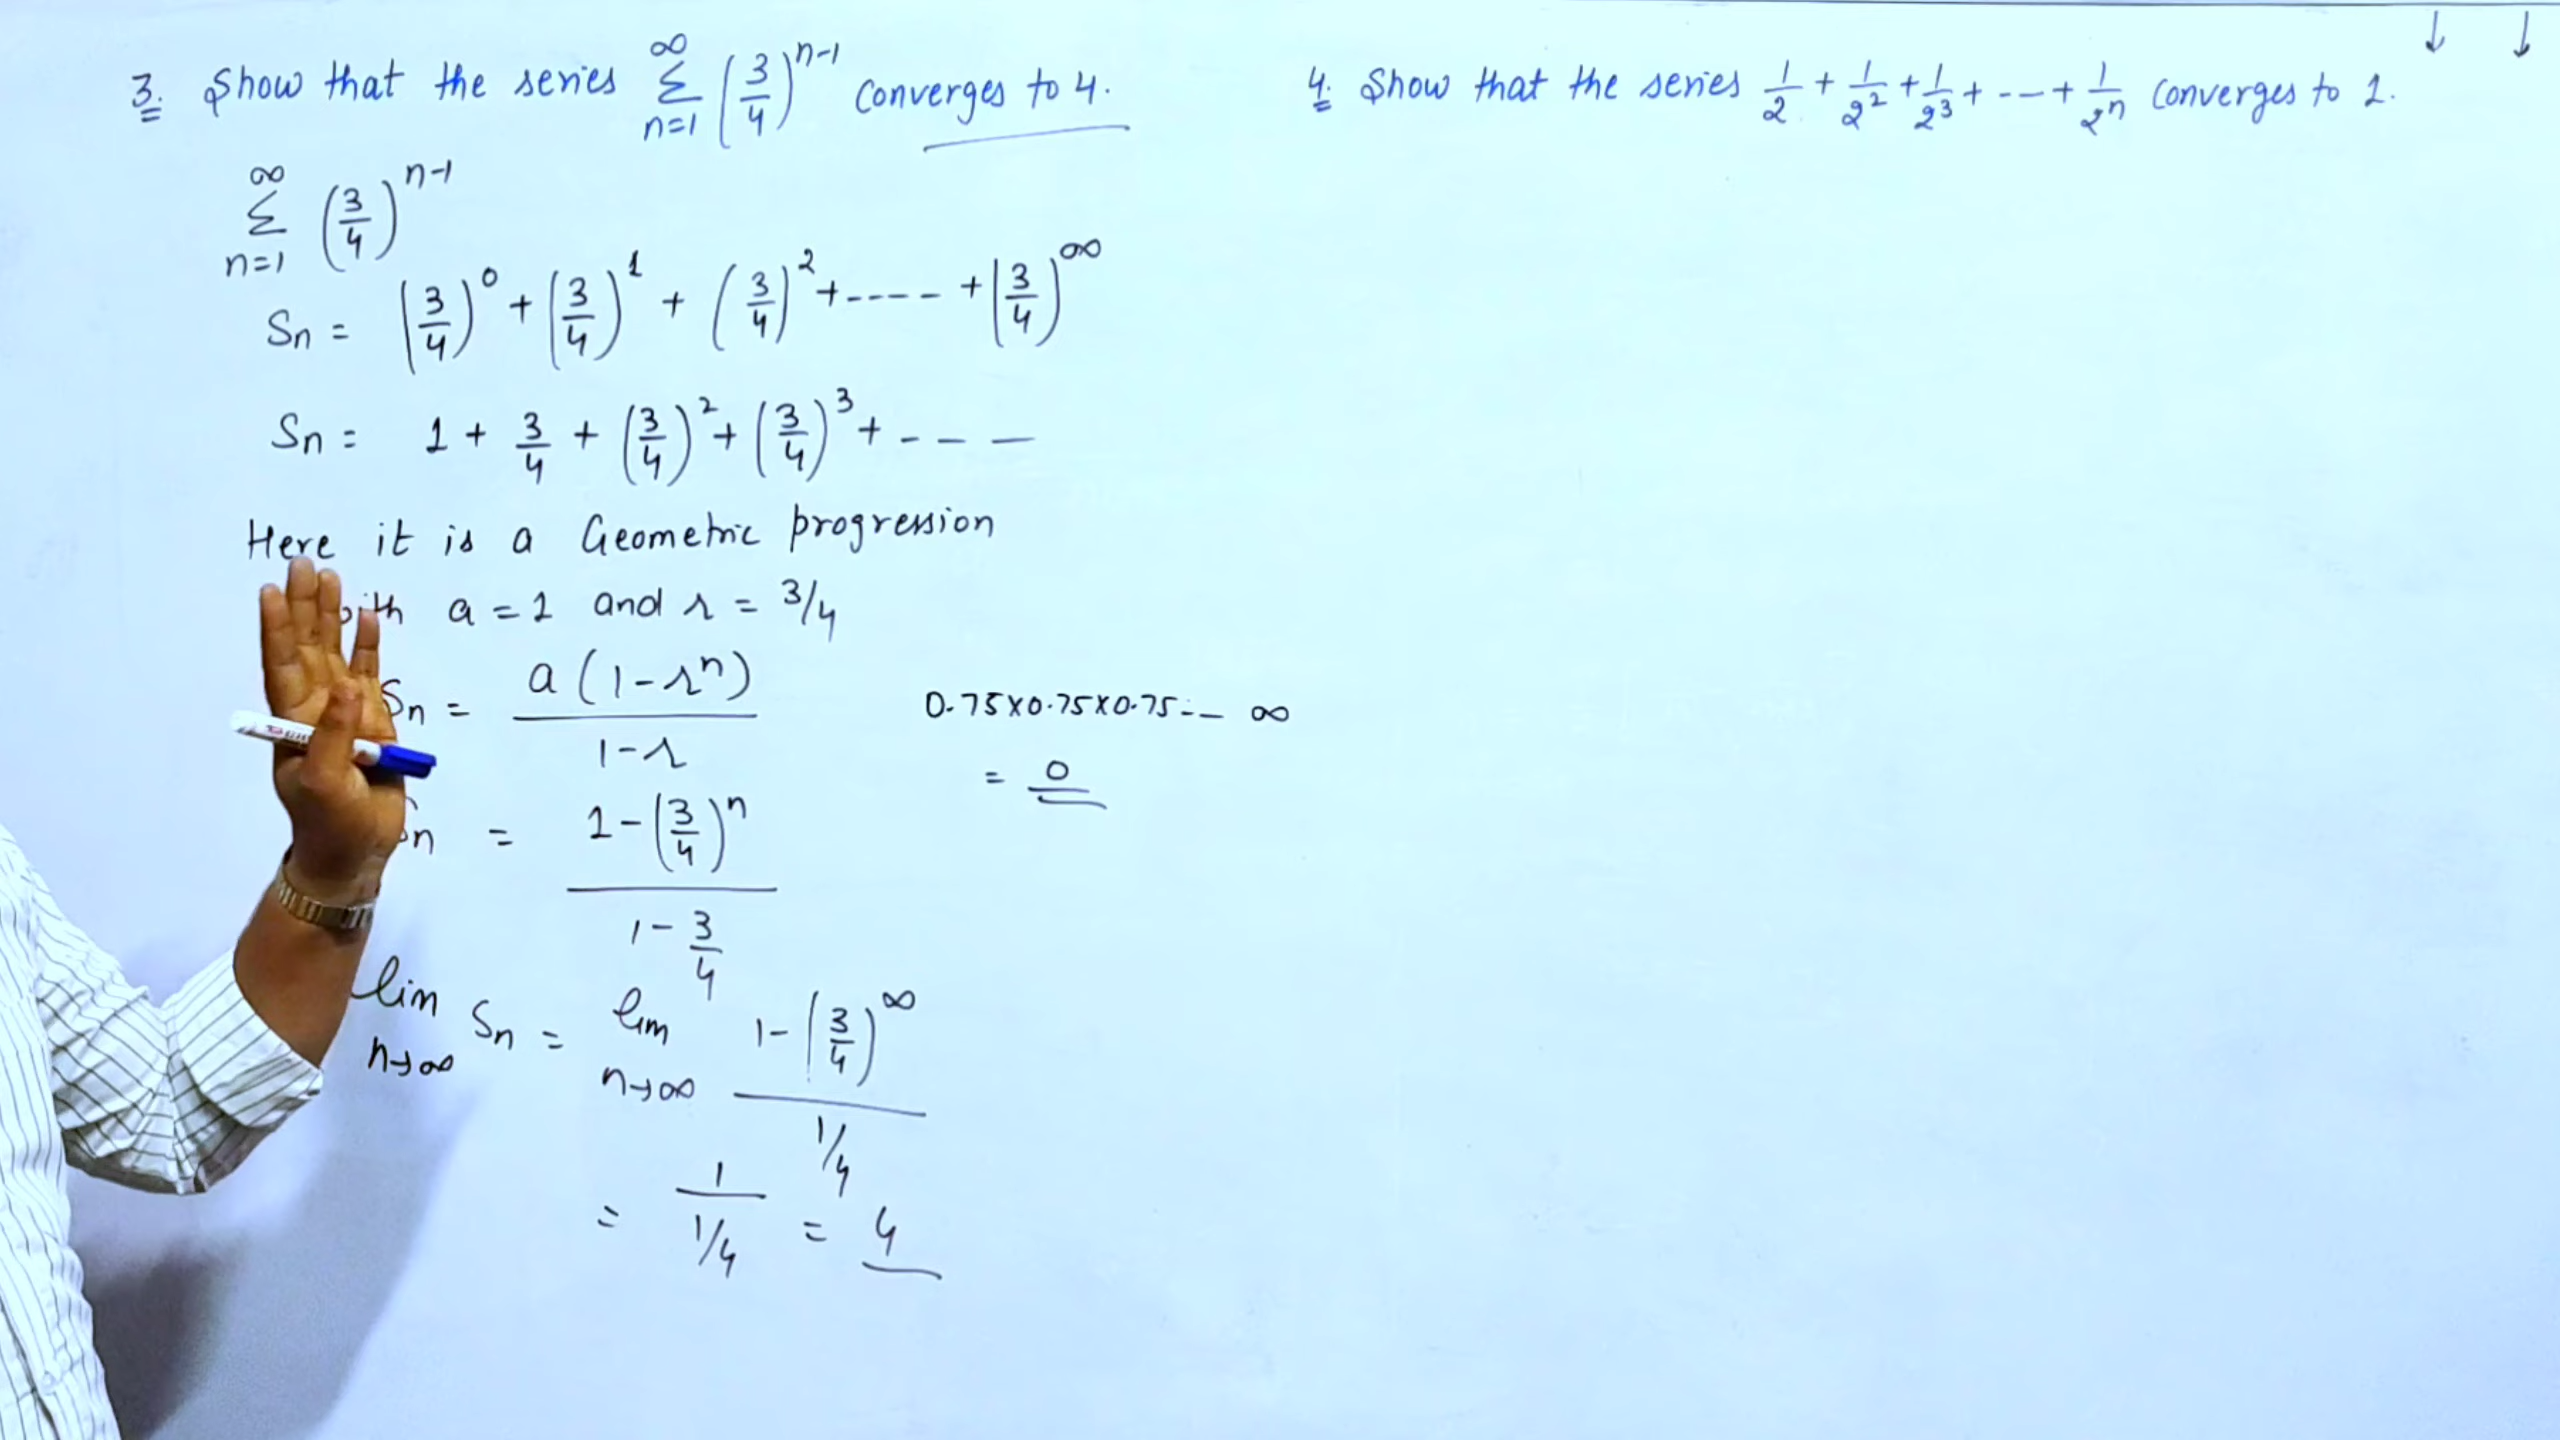 3. Show that the series ∞ Σ n=1 (3/4)^n-1 converges to 4.
∞ Σ n=1 (3/4)^n-1
Sn = (3/4)^0 + (3/4)^1 + (3/4)^2 + ---- + (3/4)^∞
Sn = 1 + 3/4 + (3/4)^2 + (3/4)^3 + - - -
Here it is a Geometric progression
a = 1 and r = 3/4
Sn = a(1-r^n) / 1-r
Sn = 1-(3/4)^n / 1-3/4
lim n→∞ Sn = lim n→∞ 1-(3/4)^∞ / 1/4
= 1 / 1/4 = 4
0.75×0.75×0.75-- ∞
= 0
4. Show that the series 1/2 + 1/2^2 + 1/2^3 + --- + 1/2^n converges to 1.